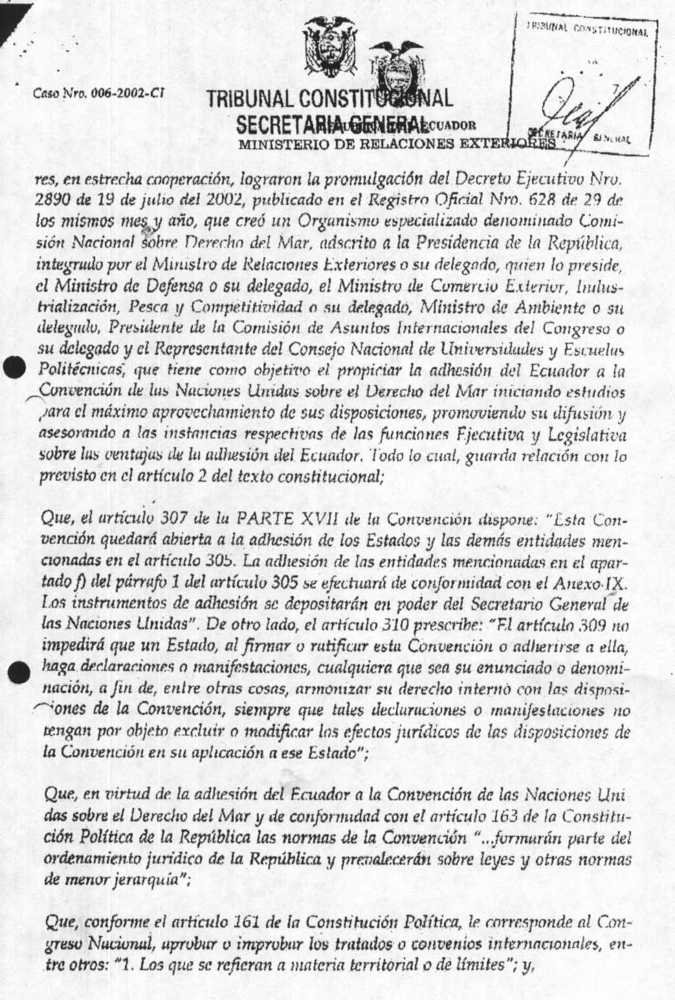 TRIBUNAL CONSTITUCIONAL
Caso Nro. 006-2002-CI
TRIBUNAL CONSTITUCIONAL
SECRETARIA GENERAL
ECUADOR
MINISTERIO DE RELACIONES EXTERIORES
SECRETARIA GENERAL
res, en estrecha cooperación, lograron la promulgación del Decreto Ejecutivo Nro.
2890 de 19 de julio del 2002, publicado en el Registro Oficial Nro. 628 de 29 de
los mismos mes y año, que creó un Organismo especializado denominado Comi-
sión Nacional sobre Derecho del Mar, adscrito a la Presidencia de la República,
integrado por el Ministro de Relaciones Exteriores o su delegado, quien lo preside,
el Ministro de Defensa o su delegado, el Ministro de Comercio Exterior, Indus-
trialización, Pesca y Competitividad o su delegado, Ministro de Ambiente o su
delegado, Presidente de la Comisión de Asuntos Internacionales del Congreso o
su delegado y el Representante del Consejo Nacional de Universidades y Escuelas
Politécnicas, que tiene como objetivo el propiciar la adhesión del Ecuador a la
Convención de las Naciones Unidas sobre el Derecho del Mar iniciando estudios
para el máximo aprovechamiento de sus disposiciones, promoviendo su difusión y
asesorando a las instancias respectivas de las funciones Ejecutiva y Legislativa
sobre las ventajas de la adhesión del Ecuador. Todo lo cual, guarda relación con lo
previsto en el artículo 2 del texto constitucional;
Que, el artículo 307 de la PARTE XVII de la Convención dispone: "Esta Con-
vención quedará abierta a la adhesión de los Estados y las demás entidades men-
cionadas en el artículo 305. La adhesión de las entidades mencionadas en el apar-
tado f) del párrafo 1 del artículo 305 se efectuará de conformidad con el Anexo IX.
Los instrumentos de adhesión se depositarán en poder del Secretario General de
las Naciones Unidas". De otro lado, el artículo 310 prescribe: "El artículo 309 no
impedirá que un Estado, al firmar o ratificar esta Convención o adherirse a ella,
haga declaraciones o manifestaciones, cualquiera que sea su enunciado o denomi-
nación, a fin de, entre otras cosas, armonizar su derecho interno con las disposi-
ciones de la Convención, siempre que tales declaraciones o manifestaciones no
tengan por objeto excluir o modificar los efectos jurídicos de las disposiciones de
la Convención en su aplicación a ese Estado";
Que, en virtud de la adhesión del Ecuador a la Convención de las Naciones Uni
das sobre el Derecho del Mar y de conformidad con el artículo 163 de la Constitu-
ción Política de la República las normas de la Convención "...formarán parte del
ordenamiento jurídico de la República y prevalecerán sobre leyes y otras normas
de menor jerarquía";
Que, conforme el artículo 161 de la Constitución Política, le corresponde al Con-
greso Nacional, aprobar o improbar los tratados o convenios internacionales, en-
tre otros: "1. Los que se refieran a materia territorial o de límites"; y,